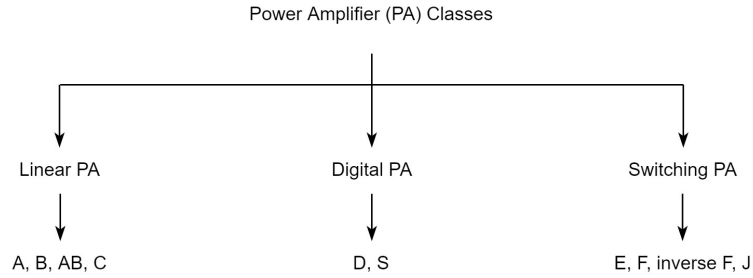 Power Amplifier (PA) Classes
Linear PA
Digital PA
Switching PA
A, B, AB, C
D, S
E, F, inverse F, J